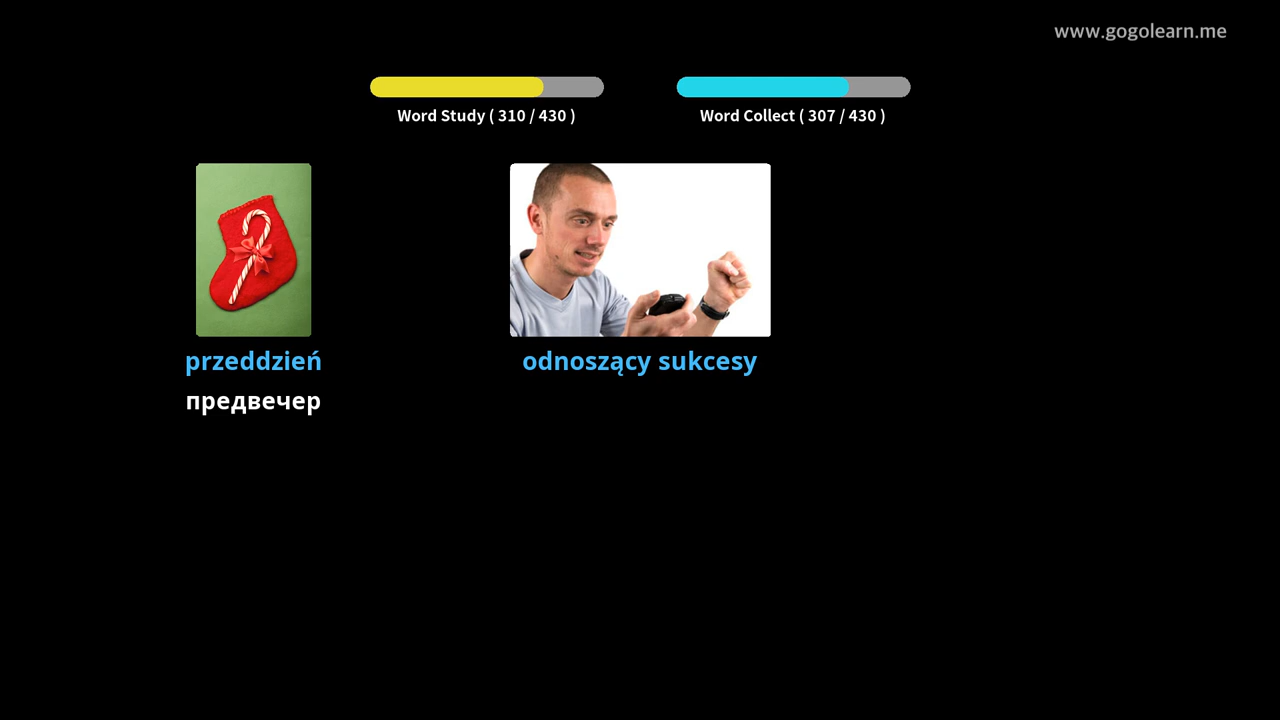 www.gogolearn.me
Word Study ( 310 / 430 )
Word Collect ( 307 / 430 )
przeddzień
odnoszący sukcesy
предвечер